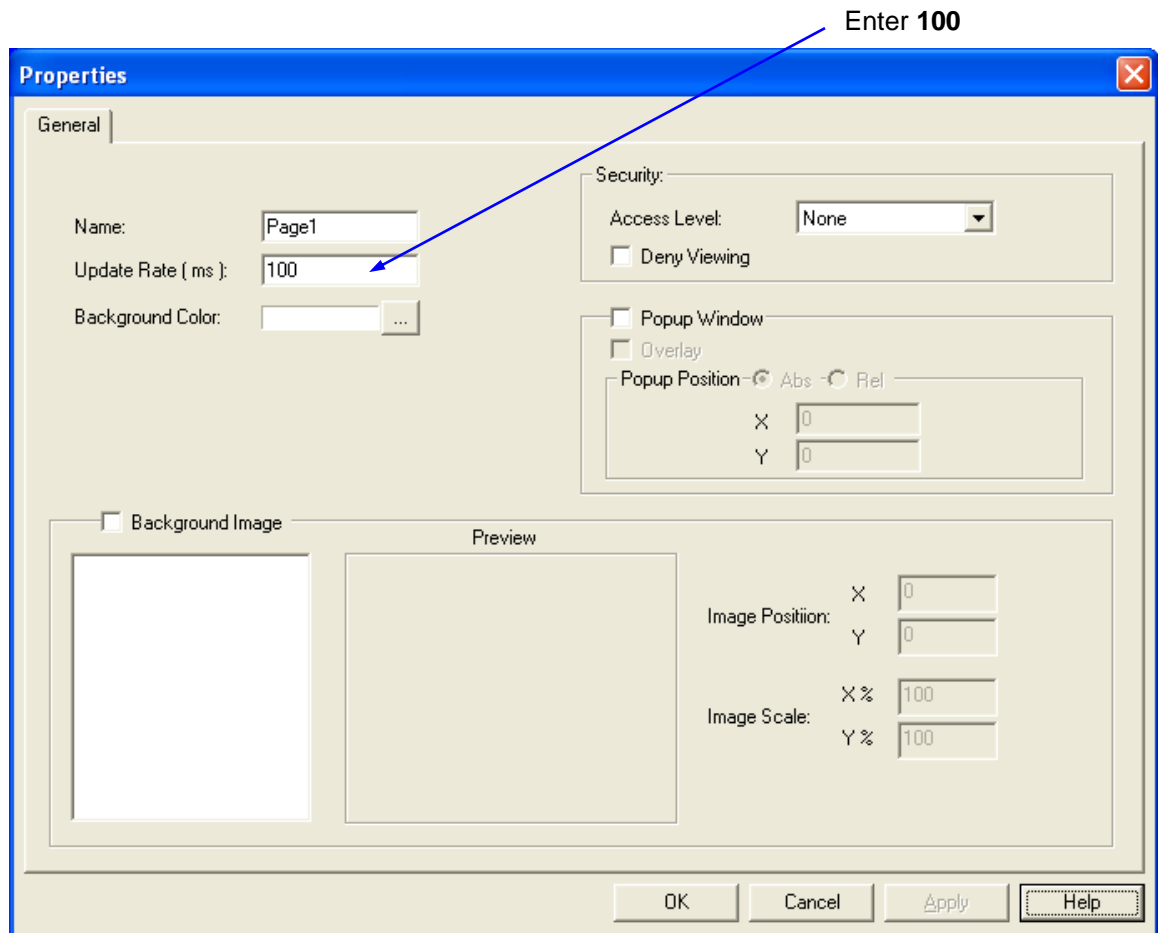 Enter 100
Properties
General
Name:
Page1
Update Rate ( ms ):
100
Background Color:
...
Security:
Access Level:
None
Deny Viewing
Popup Window
Overlay
Popup Position
Abs
Rel
X
0
Y
0
Background Image
Preview
Image Positiion:
X
0
Y
0
Image Scale:
X %
100
Y %
100
OK
Cancel
Apply
Help